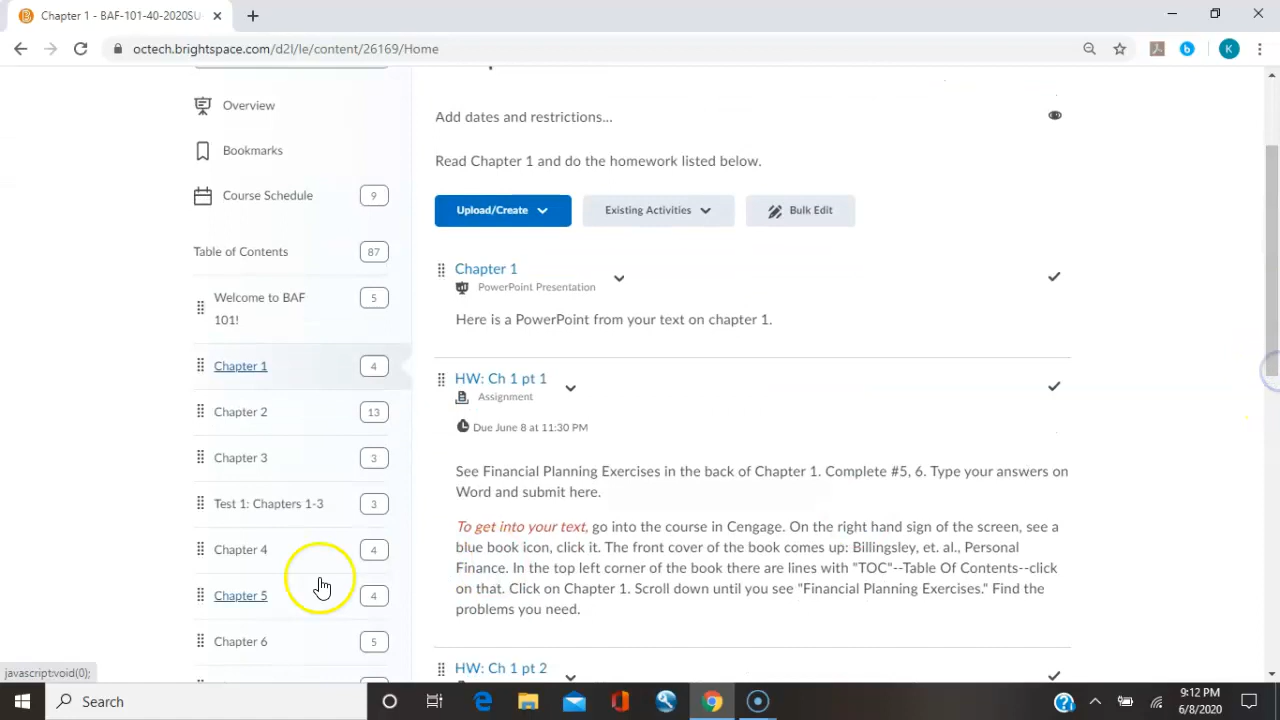 Chapter 1 - BAF-101-40-2020SU-
octech.brightspace.com/d2l/le/content/26169/Home
K
Overview
Bookmarks
Course Schedule 9
Table of Contents 87
Welcome to BAF 101! 5
Chapter 1 4
Chapter 2 13
Chapter 3 3
Test 1: Chapters 1-3 3
Chapter 4 4
Chapter 5 4
Chapter 6 5
Add dates and restrictions...
Read Chapter 1 and do the homework listed below.
Upload/Create Existing Activities Bulk Edit
Chapter 1
PowerPoint Presentation
Here is a PowerPoint from your text on chapter 1.
HW: Ch 1 pt 1
Assignment
Due June 8 at 11:30 PM
See Financial Planning Exercises in the back of Chapter 1. Complete #5, 6. Type your answers on
Word and submit here.
To get into your text, go into the course in Cengage. On the right hand sign of the screen, see a
blue book icon, click it. The front cover of the book comes up: Billingsley, et. al., Personal
Finance. In the top left corner of the book there are lines with "TOC"--Table Of Contents--click
on that. Click on Chapter 1. Scroll down until you see "Financial Planning Exercises." Find the
problems you need.
HW: Ch 1 pt 2
javascript:void(0);
Search
9:12 PM
6/8/2020